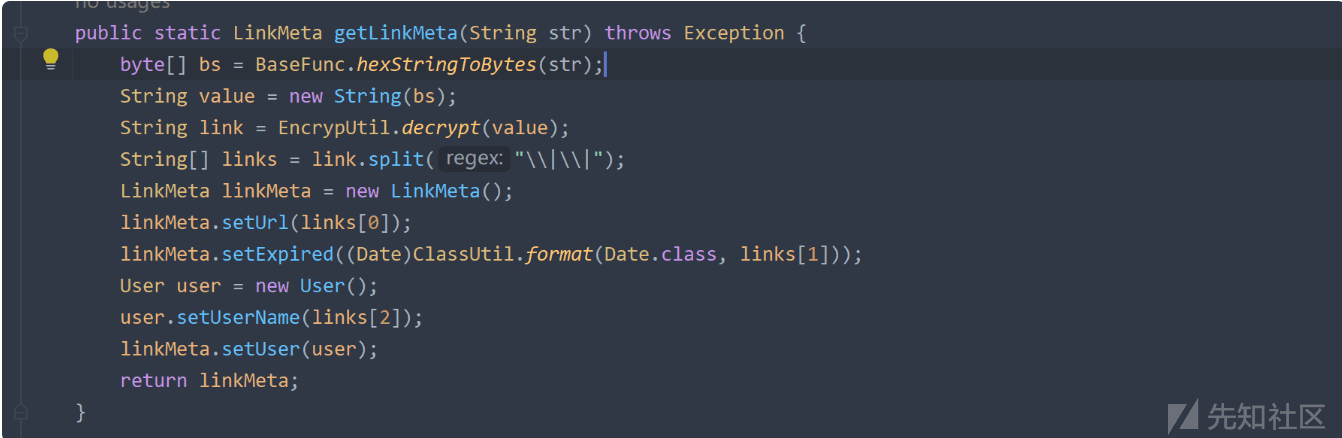 no usages
public static LinkMeta getLinkMeta(String str) throws Exception {
byte[] bs = BaseFunc.hexStringToBytes(str);
String value = new String(bs);
String link = EncrypUtil.decrypt(value);
String[] links = link.split( regex: "\\|\\|");
LinkMeta linkMeta = new LinkMeta();
linkMeta.setUrl(links[0]);
linkMeta.setExpired((Date)ClassUtil.format(Date.class, links[1]));
User user = new User();
user.setUserName(links[2]);
linkMeta.setUser(user);
return linkMeta;
}
先知社区